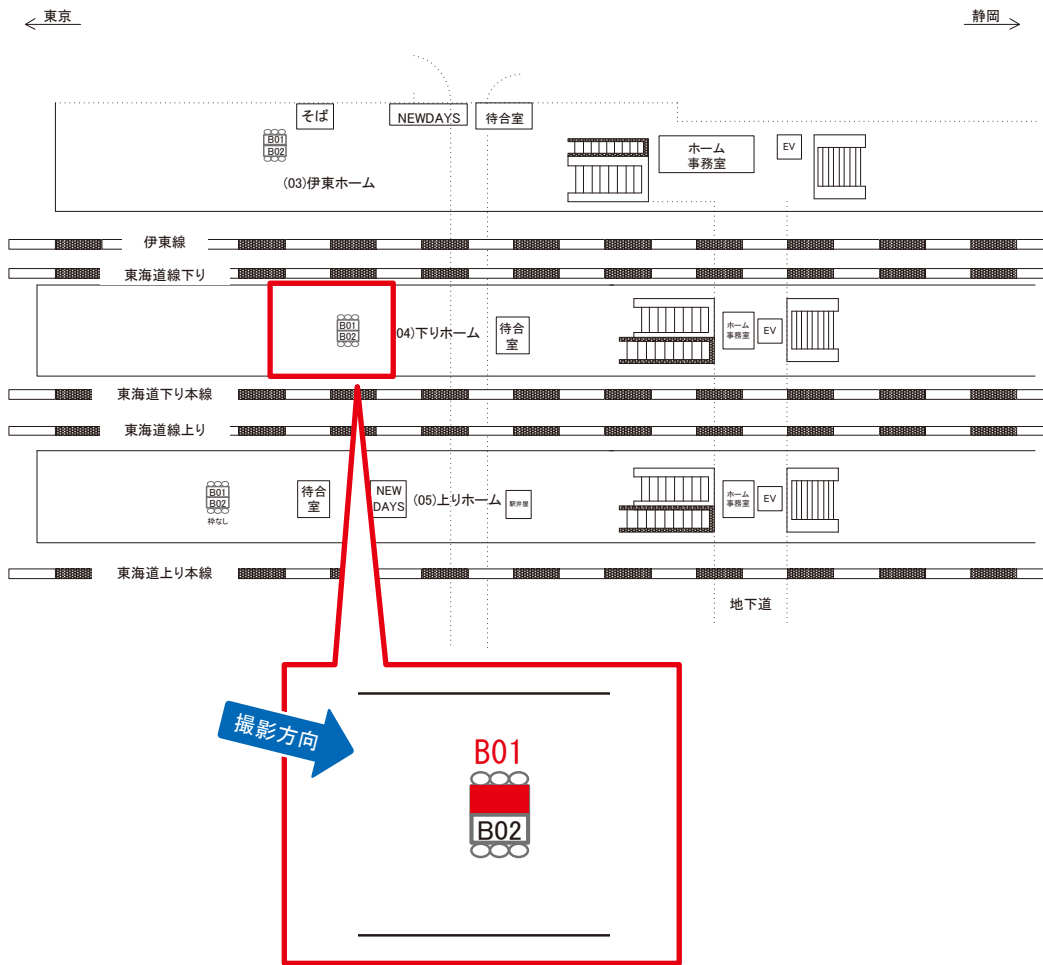 東京
静岡
そば
NEWDAYS
待合室
B01
B02
(03)伊東ホーム
ホーム
事務室
EV
伊東線
東海道線下り
B01
B02
04)下りホーム
待合
室
ホーム
事務室
EV
東海道下り本線
東海道線上り
B01
B02
枠なし
待合
室
NEW
DAYS
(05)上りホーム
駅弁屋
ホーム
事務室
EV
東海道上り本線
地下道
撮影方向
B01
B02